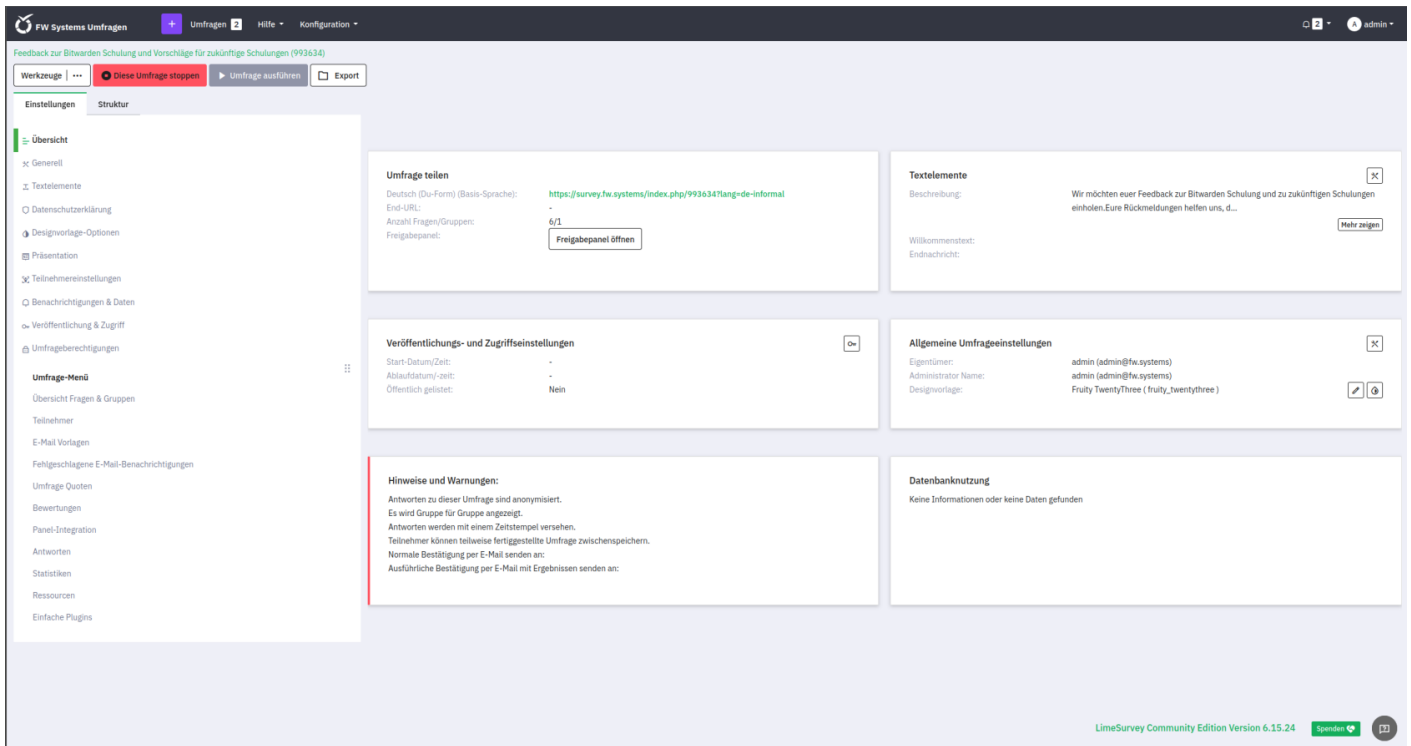 FW Systems Umfragen
+ Umfragen 2 Hilfe Konfiguration
2 A admin
Feedback zur Bitwarden Schulung und Vorschläge für zukünftige Schulungen (993634)
Werkzeuge | ··· Diese Umfrage stoppen Umfrage ausführen Export
Einstellungen Struktur
Übersicht
Generell
Textelemente
Datenschutzerklärung
Designvorlage-Optionen
Präsentation
Teilnehmereinstellungen
Benachrichtigungen & Daten
Veröffentlichung & Zugriff
Umfrageberechtigungen
Umfrage-Menü
Übersicht Fragen & Gruppen
Teilnehmer
E-Mail Vorlagen
Fehlgeschlagene E-Mail-Benachrichtigungen
Umfrage Quoten
Bewertungen
Panel-Integration
Antworten
Statistiken
Ressourcen
Einfache Plugins
Umfrage teilen
Deutsch (Du-Form) (Basis-Sprache): https://survey.fw.systems/index.php/993634?lang=de-informal
End-URL: -
Anzahl Fragen/Gruppen: 6/1
Freigabepanel: Freigabepanel öffnen
Textelemente
Beschreibung: Wir möchten euer Feedback zur Bitwarden Schulung und zu zukünftigen Schulungen
einholen.Eure Rückmeldungen helfen uns, d...
Mehr zeigen
Willkommenstext:
Endnachricht:
Veröffentlichungs- und Zugriffseinstellungen
Start-Datum/Zeit: -
Ablaufdatum/-zeit: -
Öffentlich gelistet: Nein
Allgemeine Umfrageeinstellungen
Eigentümer: admin (admin@fw.systems)
Administrator Name: admin (admin@fw.systems)
Designvorlage: Fruity TwentyThree ( fruity_twentythree )
Hinweise und Warnungen:
Antworten zu dieser Umfrage sind anonymisiert.
Es wird Gruppe für Gruppe angezeigt.
Antworten werden mit einem Zeitstempel versehen.
Teilnehmer können teilweise fertiggestellte Umfrage zwischenspeichern.
Normale Bestätigung per E-Mail senden an:
Ausführliche Bestätigung per E-Mail mit Ergebnissen senden an:
Datenbanknutzung
Keine Informationen oder keine Daten gefunden
LimeSurvey Community Edition Version 6.15.24 Spenden